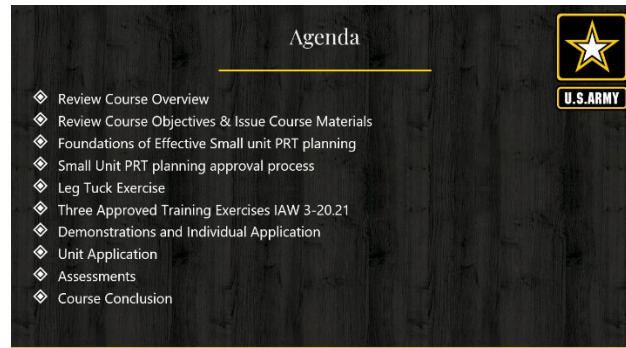 Agenda
U.S.ARMY
Review Course Overview
Review Course Objectives & Issue Course Materials
Foundations of Effective Small unit PRT planning
Small Unit PRT planning approval process
Leg Tuck Exercise
Three Approved Training Exercises IAW 3-20.21
Demonstrations and Individual Application
Unit Application
Assessments
Course Conclusion